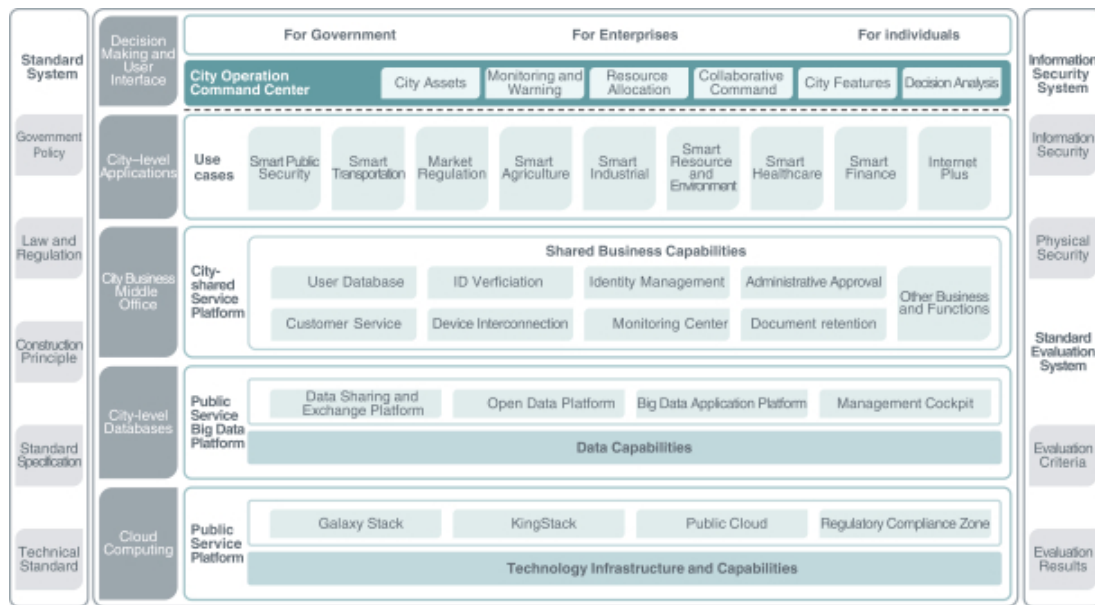 Standard
System
Government
Policy
Law and
Regulation
Construction
Principle
Standard
Specification
Technical
Standard
Decision
Making and
User
Interface
For Government
For Enterprises
For individuals
City Operation
Command Center
City Assets
Monitoring and
Warning
Resource
Allocation
Collaborative
Command
City Features
Decision Analysis
City-level
Applications
Use
cases
Smart Public
Security
Smart
Transportation
Market
Regulation
Smart
Agriculture
Smart
Industrial
Smart
Resource
and
Environment
Smart
Healthcare
Smart
Finance
Internet
Plus
City Business
Middle
Office
City-
shared
Service
Platform
Shared Business Capabilities
User Database
ID Verficiation
Identity Management
Administrative Approval
Other Business
and Functions
Customer Service
Device Interconnection
Monitoring Center
Document retention
City-level
Databases
Public
Service
Big Data
Platform
Data Sharing and
Exchange Platform
Open Data Platform
Big Data Application Platform
Management Cockpit
Data Capabilities
Cloud
Computing
Public
Service
Platform
Galaxy Stack
KingStack
Public Cloud
Regulatory Compliance Zone
Technology Infrastructure and Capabilities
Information
Security
System
Information
Security
Physical
Security
Standard
Evaluation
System
Evaluation
Criteria
Evaluation
Results